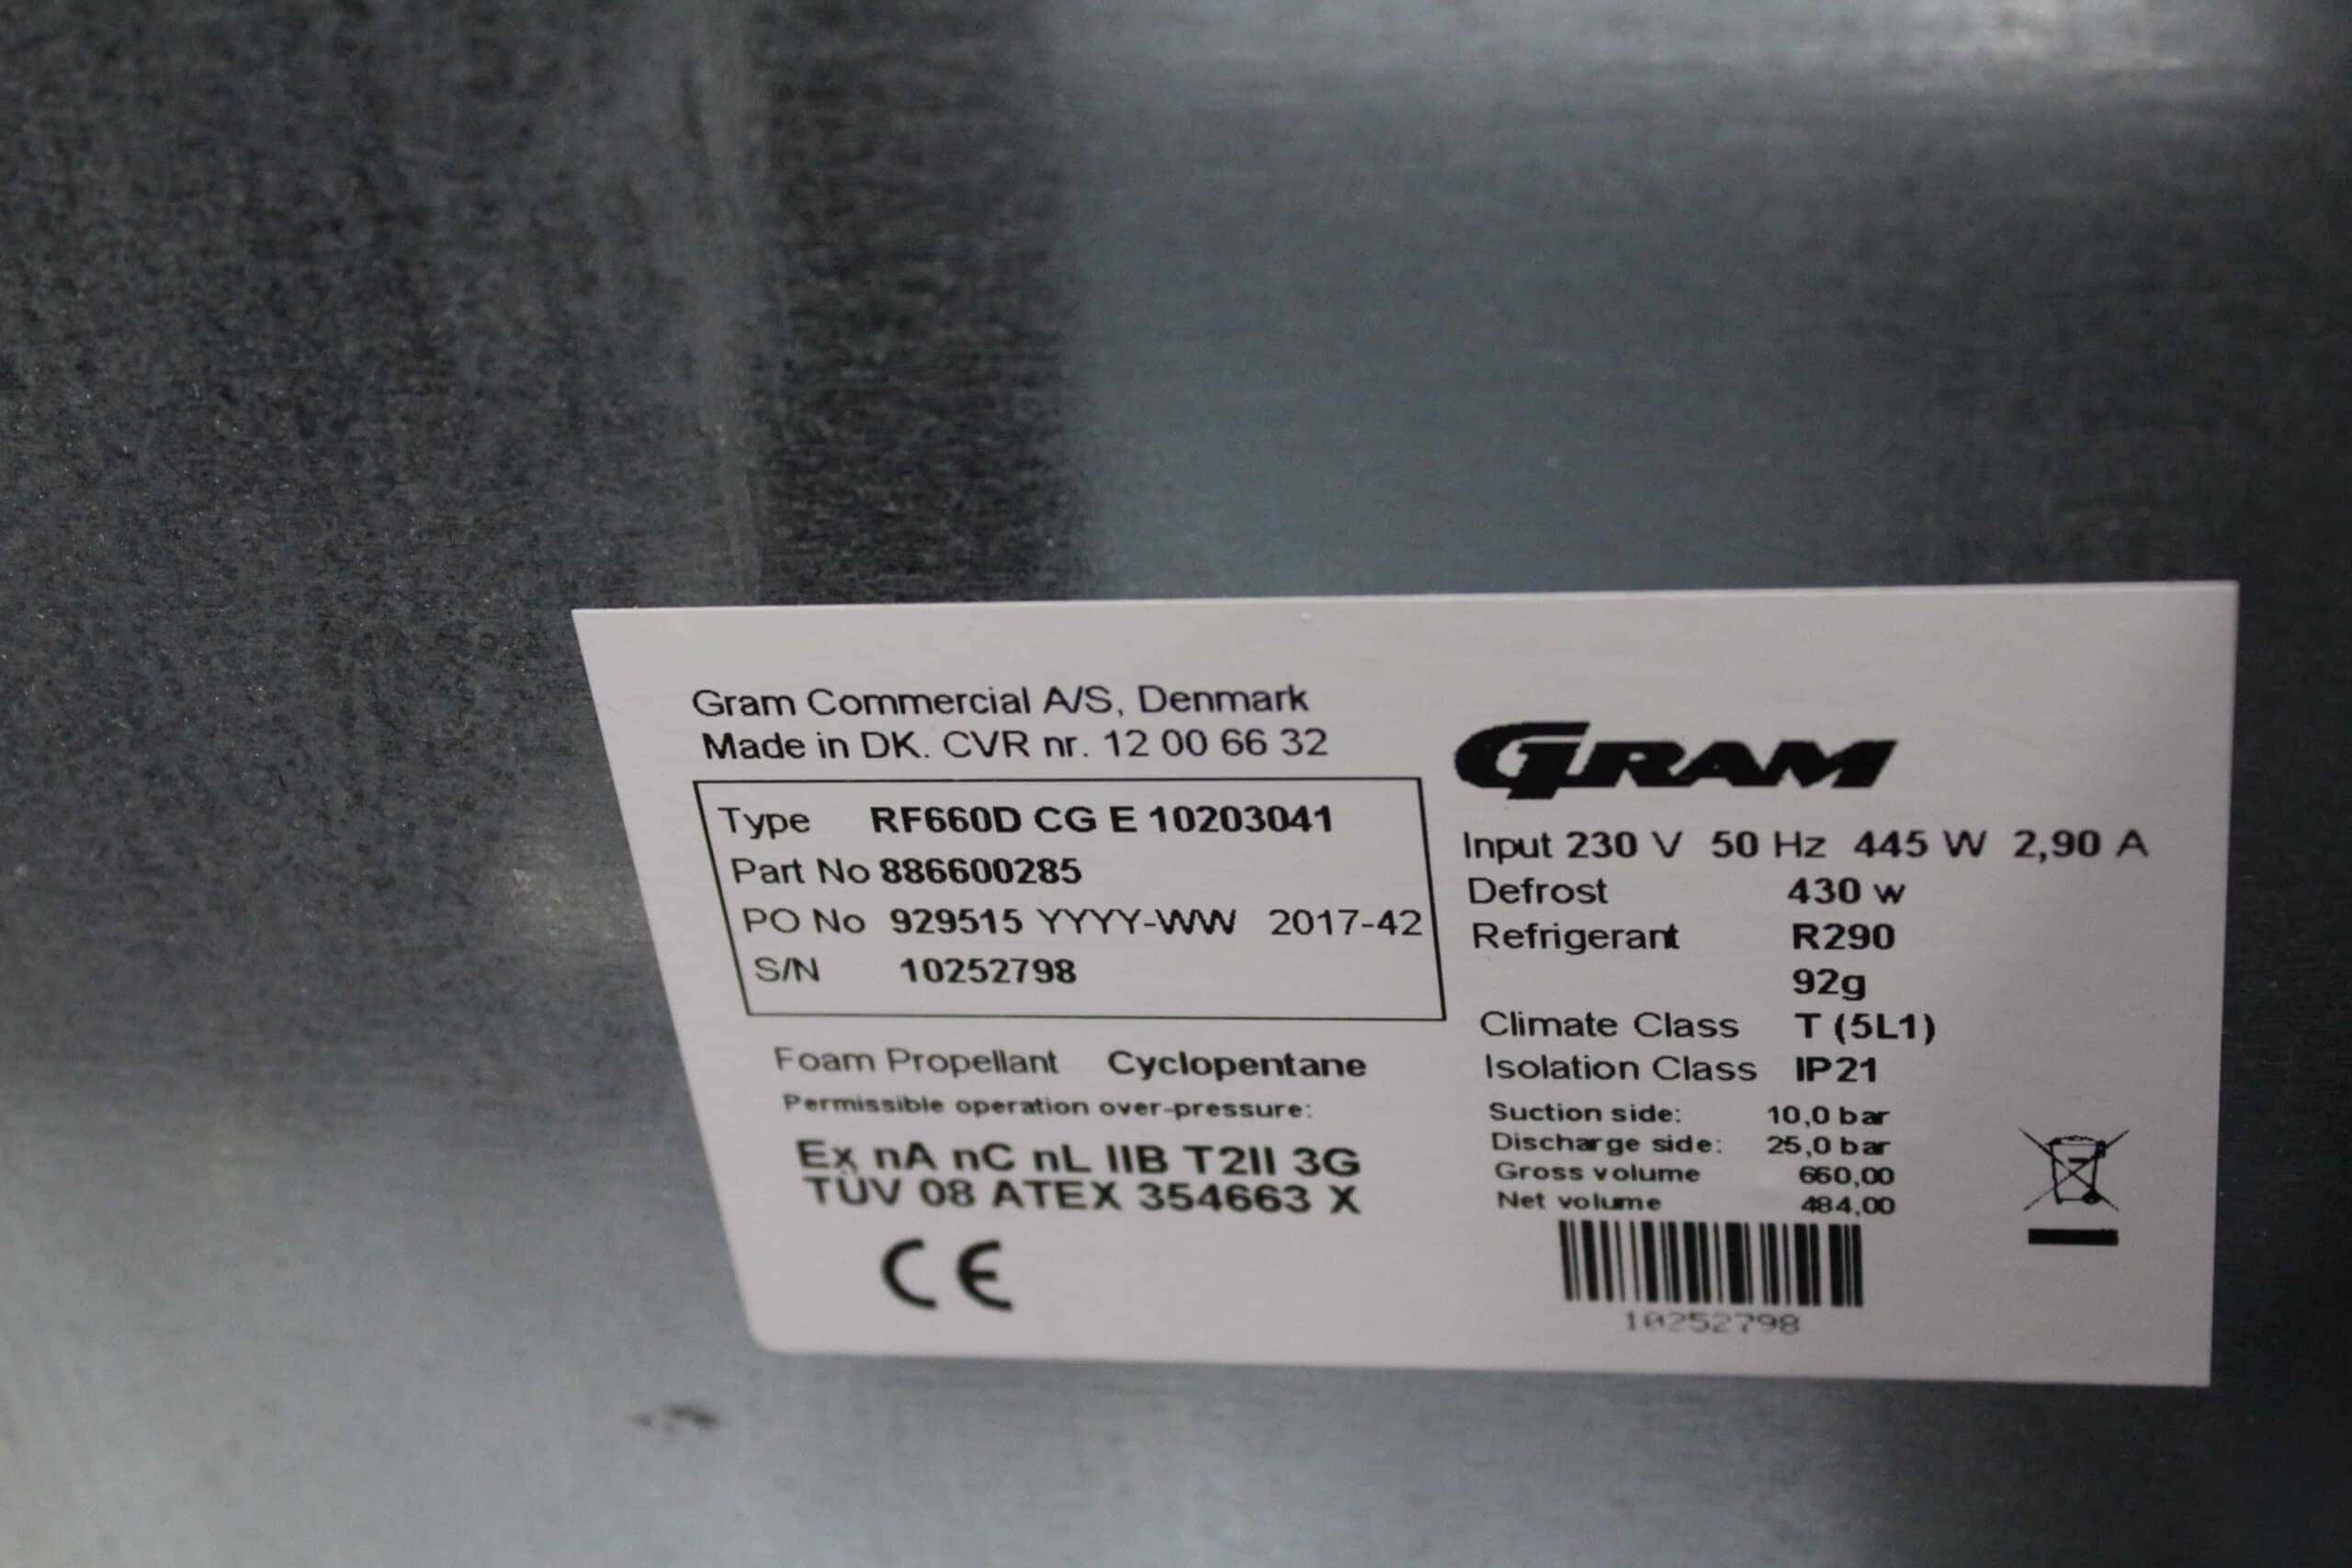 Gram Commercial A/S, Denmark
Made in DK. CVR nr. 12 00 66 32
Type RF660D CG E 10203041
Part No 886600285
PO No 929515 YYYY-WW 2017-42
S/N 10252798
Foam Propellant Cyclopentane
Permissible operation over-pressure:
Ex nA nC nL IIB T2II 3G
TÜV 08 ATEX 354663 X
CE
GRAM
Input 230 V 50 Hz 445 W 2,90 A
Defrost 430 w
Refrigerant R290
92g
Climate Class T (5L1)
Isolation Class IP21
Suction side: 10,0 bar
Discharge side: 25,0 bar
Gross volume 660,00
Net volume 484,00
10252798